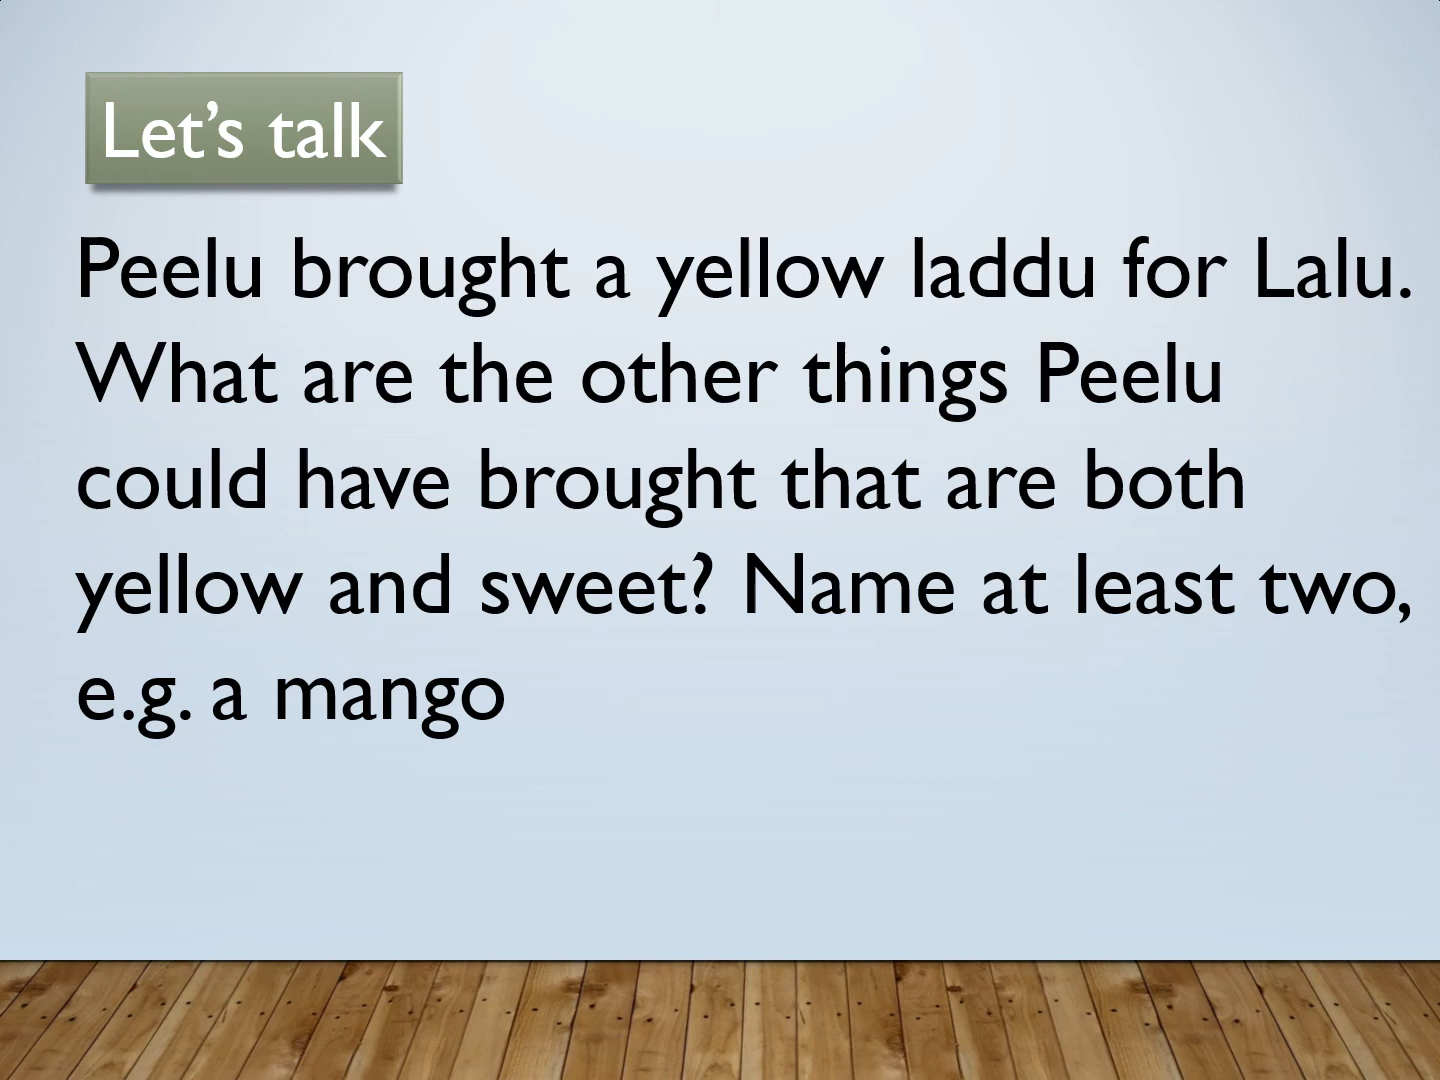 Let’s talk
Peelu brought a yellow laddu for Lalu.
What are the other things Peelu
could have brought that are both
yellow and sweet? Name at least two,
e.g. a mango